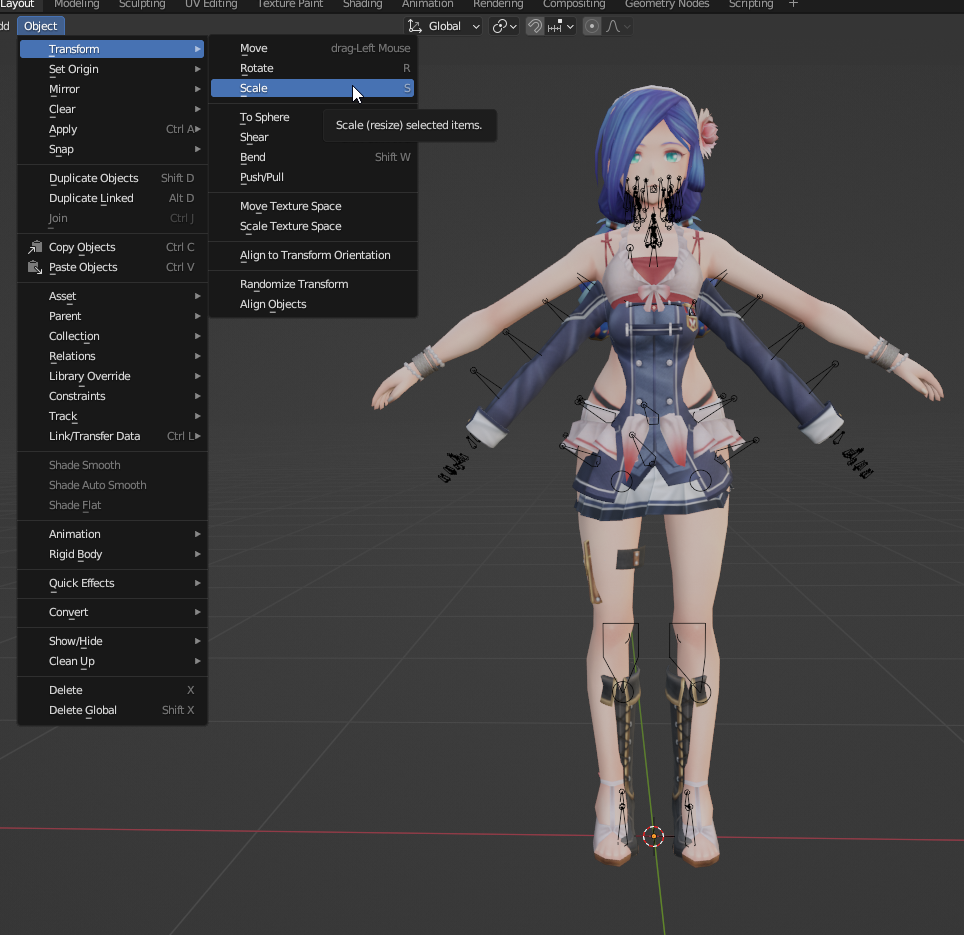 Layout Modeling Sculpting UV Editing Texture Paint Shading Animation Rendering Compositing Geometry Nodes Scripting +
dd Object Global
Transform
Set Origin
Mirror
Clear
Apply Ctrl A
Snap
Duplicate Objects Shift D
Duplicate Linked Alt D
Join Ctrl J
Copy Objects Ctrl C
Paste Objects Ctrl V
Asset
Parent
Collection
Relations
Library Override
Constraints
Track
Link/Transfer Data Ctrl L
Shade Smooth
Shade Auto Smooth
Shade Flat
Animation
Rigid Body
Quick Effects
Convert
Show/Hide
Clean Up
Delete X
Delete Global Shift X
Move drag-Left Mouse
Rotate R
Scale S
To Sphere
Shear
Bend Shift W
Push/Pull
Move Texture Space
Scale Texture Space
Align to Transform Orientation
Randomize Transform
Align Objects
Scale (resize) selected items.